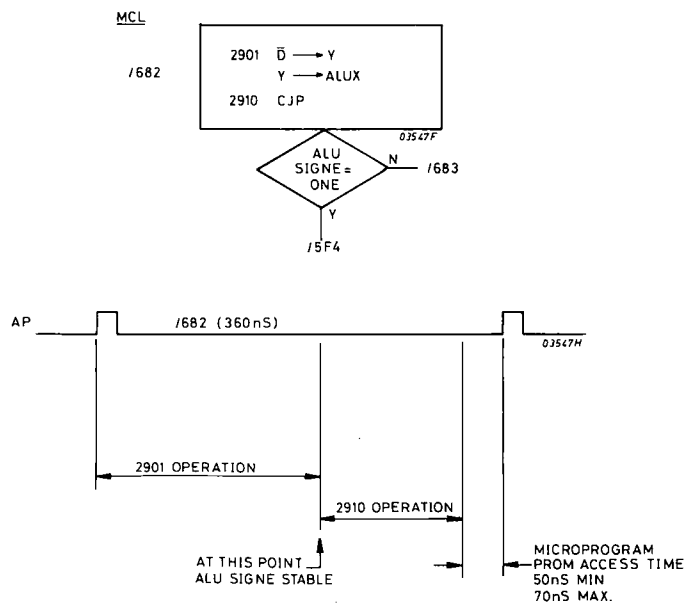 MCL
/682
2901 D̅ → Y
Y → ALUX
2910 CJP
03547F
ALU
SIGNE =
ONE
N
/683
Y
/5F4
AP
/682 (360nS)
03547H
2901 OPERATION
2910 OPERATION
AT THIS POINT
ALU SIGNE STABLE
MICROPROGRAM
PROM ACCESS TIME
50nS MIN
70nS MAX.